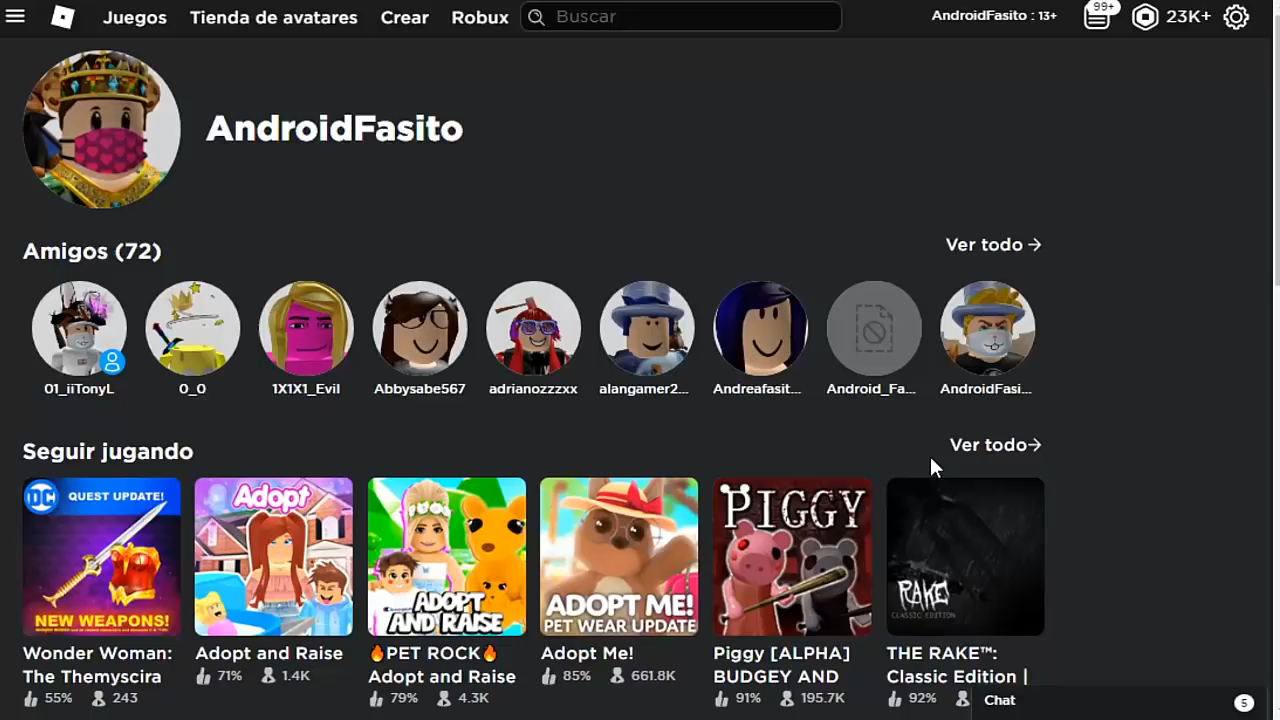 Juegos Tienda de avatares Crear Robux Buscar AndroidFasito : 13+ 99+ 23K+
AndroidFasito
Amigos (72) Ver todo →
01_iiTonyL 0_0 1X1X1_Evil Abbysabe567 adrianozzzxx alangamer2... Andreafasit... Android_Fa... AndroidFasi...
Seguir jugando Ver todo→
DC QUEST UPDATE! NEW WEAPONS!
Adopt
ADOPT AND RAISE
ADOPT ME! PET WEAR UPDATE
PIGGY
RAKE CLASSIC EDITION
Wonder Woman: Adopt and Raise 🔥PET ROCK🔥 Adopt Me! Piggy [ALPHA] THE RAKE™:
The Themyscira 71% 1.4K Adopt and Raise 85% 661.8K BUDGEY AND Classic Edition |
55% 243 79% 4.3K 91% 195.7K 92%
Chat 5